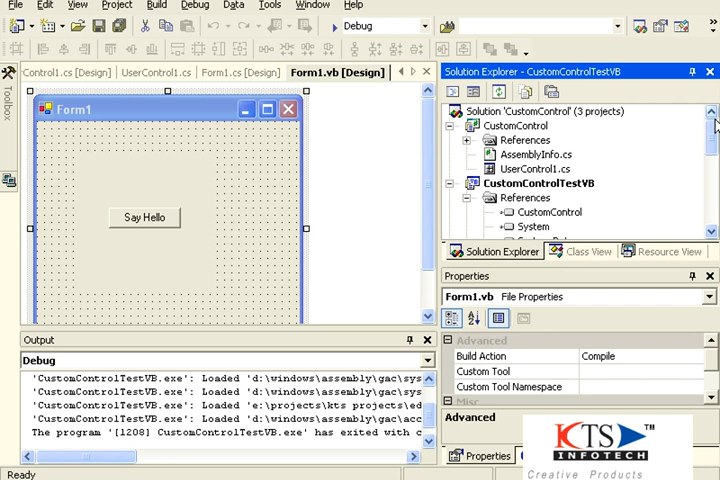 File Edit View Project Build Debug Data Tools Window Help
Debug
Control1.cs [Design] UserControl1.cs Form1.cs [Design] Form1.vb [Design]
Toolbox
Form1
Say Hello
Solution Explorer - CustomControlTestVB
Solution 'CustomControl' (3 projects)
CustomControl
References
AssemblyInfo.cs
UserControl1.cs
CustomControlTestVB
References
CustomControl
System
Solution Explorer Class View Resource View
Properties
Form1.vb File Properties
Advanced
Build Action Compile
Custom Tool
Custom Tool Namespace
Misc
Advanced
Properties
Output
Debug
'CustomControlTestVB.exe': Loaded 'd:\windows\assembly\gac\sys
'CustomControlTestVB.exe': Loaded 'd:\windows\assembly\gac\sys
'CustomControlTestVB.exe': Loaded 'e:\projects\kts projects\ed
'CustomControlTestVB.exe': Loaded 'd:\windows\assembly\gac\acc
The program '[1208] CustomControlTestVB.exe' has exited with c
Ready
KTS ™
INFOTECH
Creative Products